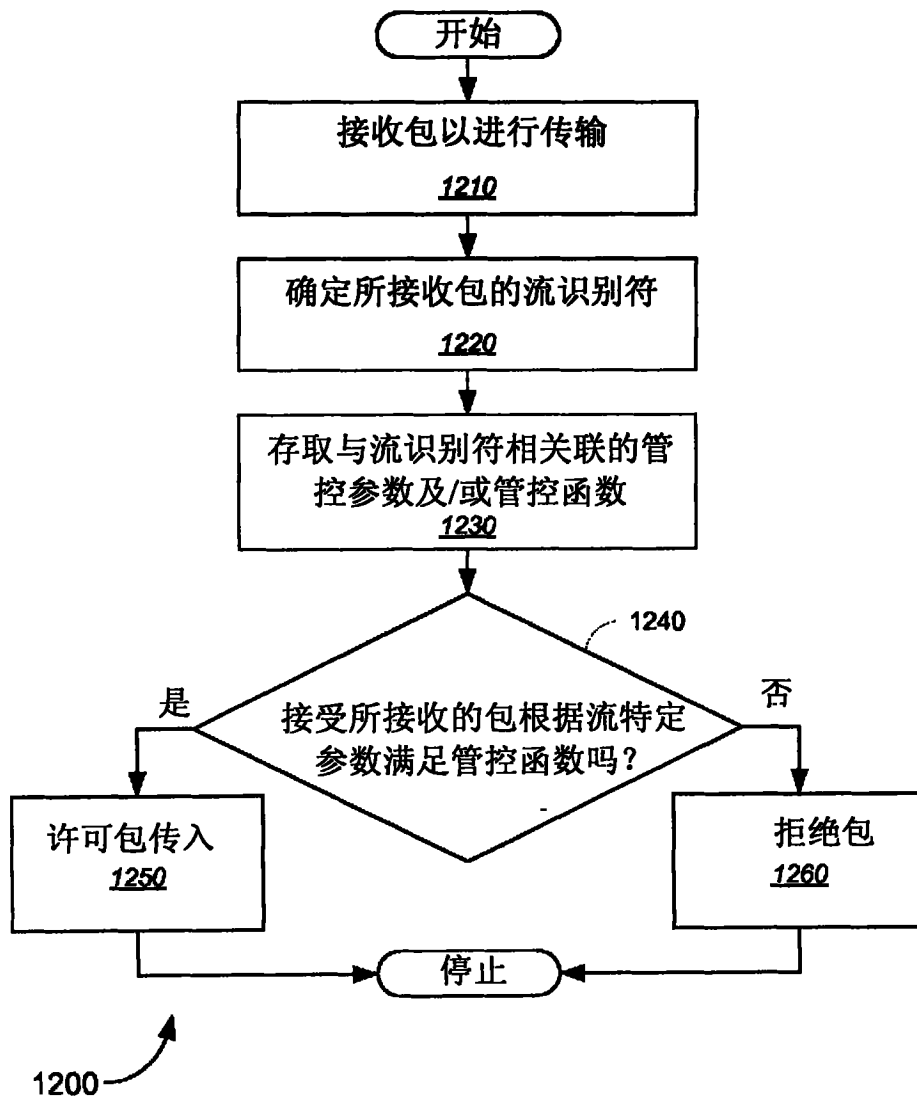 开始
接收包以进行传输
1210
确定所接收包的流识别符
1220
存取与流识别符相关联的管
控参数及/或管控函数
1230
1240
是
否
接受所接收的包根据流特定
参数满足管控函数吗？
许可包传入
1250
拒绝包
1260
停止
1200